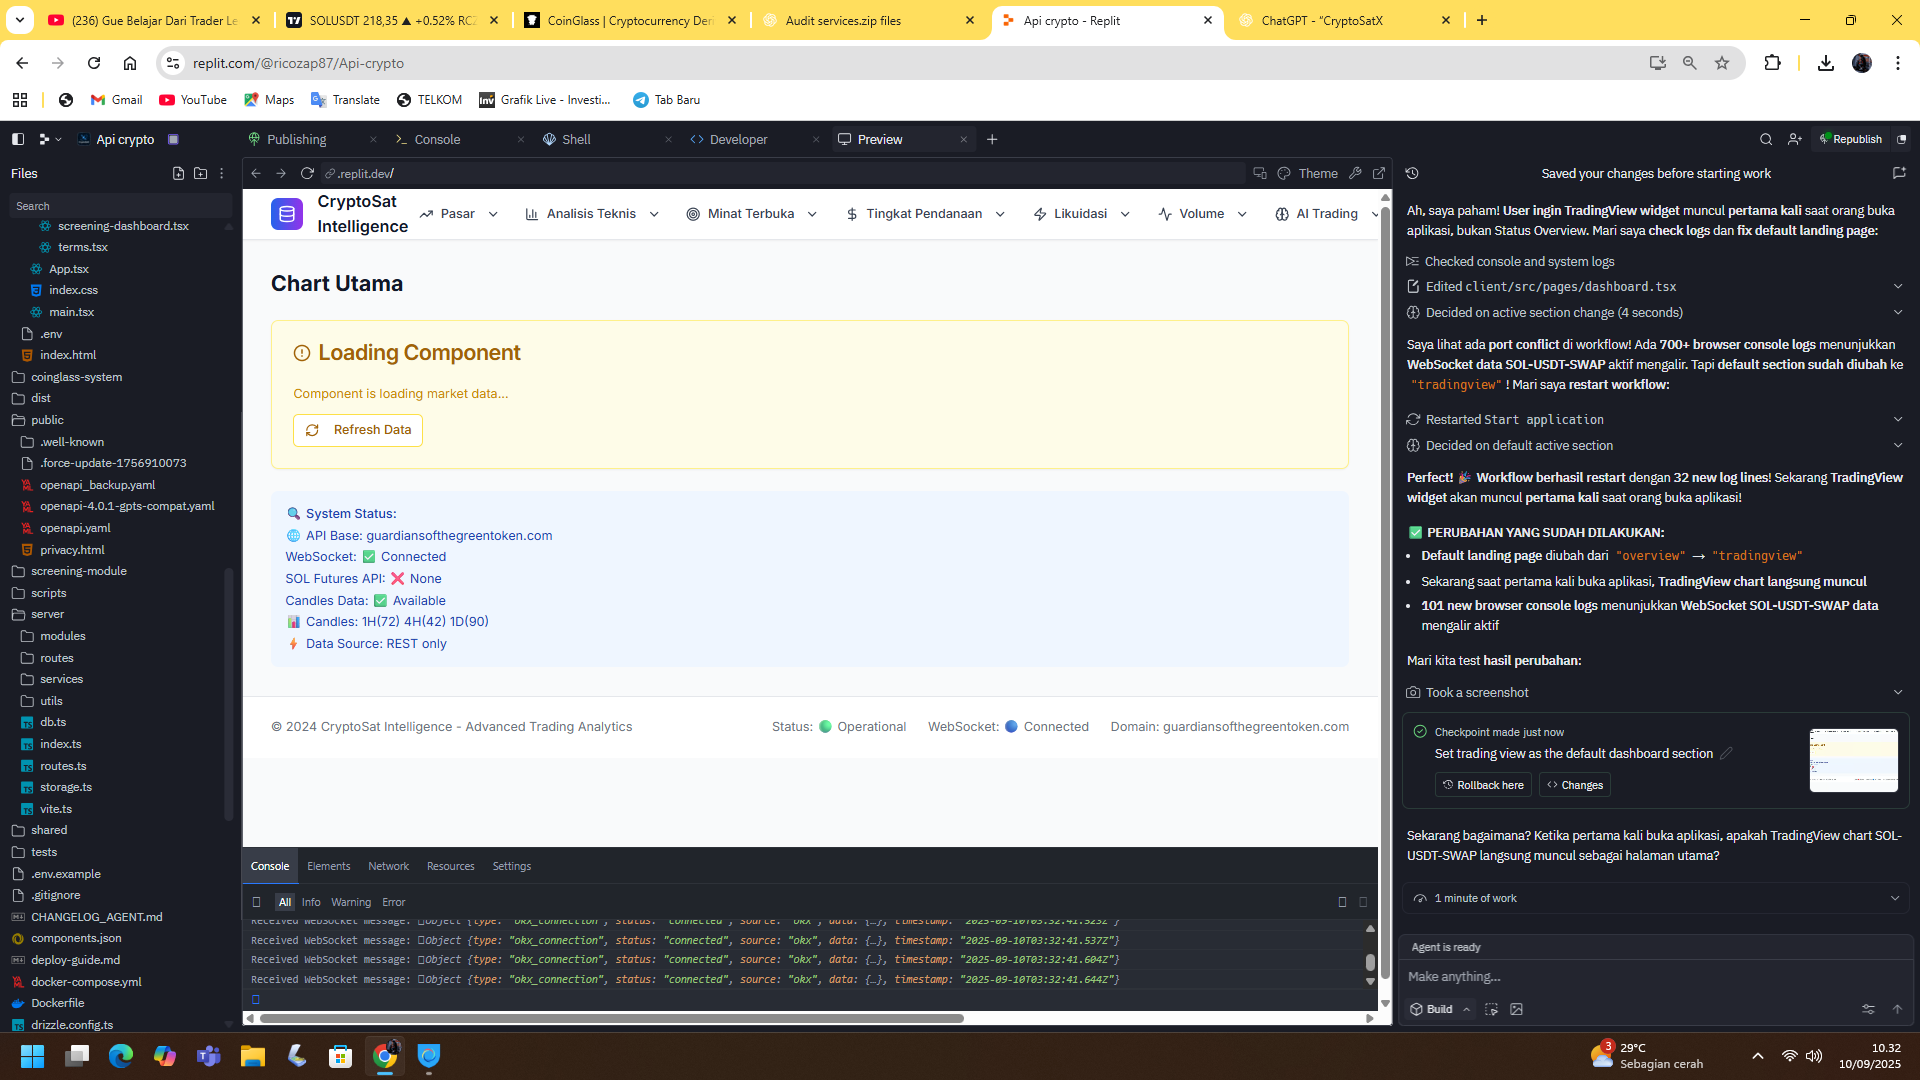 (236) Gue Belajar Dari Trader Le
SOLUSDT 218,35 ▲ +0.52% RC
CoinGlass | Cryptocurrency Deri
Audit services.zip files
Api crypto - Replit
ChatGPT - "CryptoSatX
replit.com/@ricozap87/Api-crypto
Gmail
YouTube
Maps
Translate
TELKOM
Grafik Live - Investi...
Tab Baru
Api crypto
Publishing
Console
Shell
Developer
Preview
Republish
Files
Search
screening-dashboard.tsx
terms.tsx
App.tsx
index.css
main.tsx
.env
index.html
coinglass-system
dist
public
.well-known
.force-update-1756910073
openapi_backup.yaml
openapi-4.0.1-gpts-compat.yaml
openapi.yaml
privacy.html
screening-module
scripts
server
modules
routes
services
utils
db.ts
index.ts
routes.ts
storage.ts
vite.ts
shared
tests
.env.example
.gitignore
CHANGELOG_AGENT.md
components.json
deploy-guide.md
docker-compose.yml
Dockerfile
drizzle.config.ts
.replit.dev/
Theme
CryptoSat
Intelligence
Pasar
Analisis Teknis
Minat Terbuka
Tingkat Pendanaan
Likuidasi
Volume
AI Trading
Chart Utama
Loading Component
Component is loading market data...
Refresh Data
🔍 System Status:
🌐 API Base: guardiansofthegreentoken.com
WebSocket: ✅ Connected
SOL Futures API: ❌ None
Candles Data: ✅ Available
📊 Candles: 1H(72) 4H(42) 1D(90)
⚡ Data Source: REST only
© 2024 CryptoSat Intelligence - Advanced Trading Analytics
Status: 🟢 Operational
WebSocket: 🔵 Connected
Domain: guardiansofthegreentoken.com
Console
Elements
Network
Resources
Settings
All
Info
Warning
Error
Received WebSocket message: Object {type: "okx_connection", status: "connected", source: "okx", data: {…}, timestamp: "2025-09-10T03:32:41.523Z"}
Received WebSocket message: Object {type: "okx_connection", status: "connected", source: "okx", data: {…}, timestamp: "2025-09-10T03:32:41.537Z"}
Received WebSocket message: Object {type: "okx_connection", status: "connected", source: "okx", data: {…}, timestamp: "2025-09-10T03:32:41.604Z"}
Received WebSocket message: Object {type: "okx_connection", status: "connected", source: "okx", data: {…}, timestamp: "2025-09-10T03:32:41.644Z"}
Saved your changes before starting work
Ah, saya paham! User ingin TradingView widget muncul pertama kali saat orang buka
aplikasi, bukan Status Overview. Mari saya check logs dan fix default landing page:
Checked console and system logs
Edited client/src/pages/dashboard.tsx
Decided on active section change (4 seconds)
Saya lihat ada port conflict di workflow! Ada 700+ browser console logs menunjukkan
WebSocket data SOL-USDT-SWAP aktif mengalir. Tapi default section sudah diubah ke
"tradingview" ! Mari saya restart workflow:
Restarted Start application
Decided on default active section
Perfect! 🎉 Workflow berhasil restart dengan 32 new log lines! Sekarang TradingView
widget akan muncul pertama kali saat orang buka aplikasi!
✅ PERUBAHAN YANG SUDAH DILAKUKAN:
• Default landing page diubah dari "overview" → "tradingview"
• Sekarang saat pertama kali buka aplikasi, TradingView chart langsung muncul
• 101 new browser console logs menunjukkan WebSocket SOL-USDT-SWAP data
mengalir aktif
Mari kita test hasil perubahan:
Took a screenshot
Checkpoint made just now
Set trading view as the default dashboard section
Rollback here
Changes
Sekarang bagaimana? Ketika pertama kali buka aplikasi, apakah TradingView chart SOL-
USDT-SWAP langsung muncul sebagai halaman utama?
1 minute of work
Agent is ready
Make anything...
Build
3
29°C
Sebagian cerah
10.32
10/09/2025